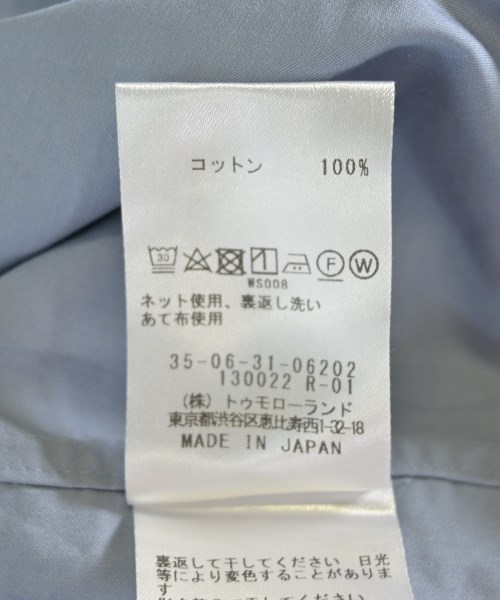 コットン 100%
30 F W
WS008
ネット使用、裏返し洗い
あて布使用
35-06-31-06202
130022 R-01
(株) トゥモローランド
東京都渋谷区恵比寿西1-32-18
MADE IN JAPAN
裏返して干してください 日光
等により変色することがありま
す